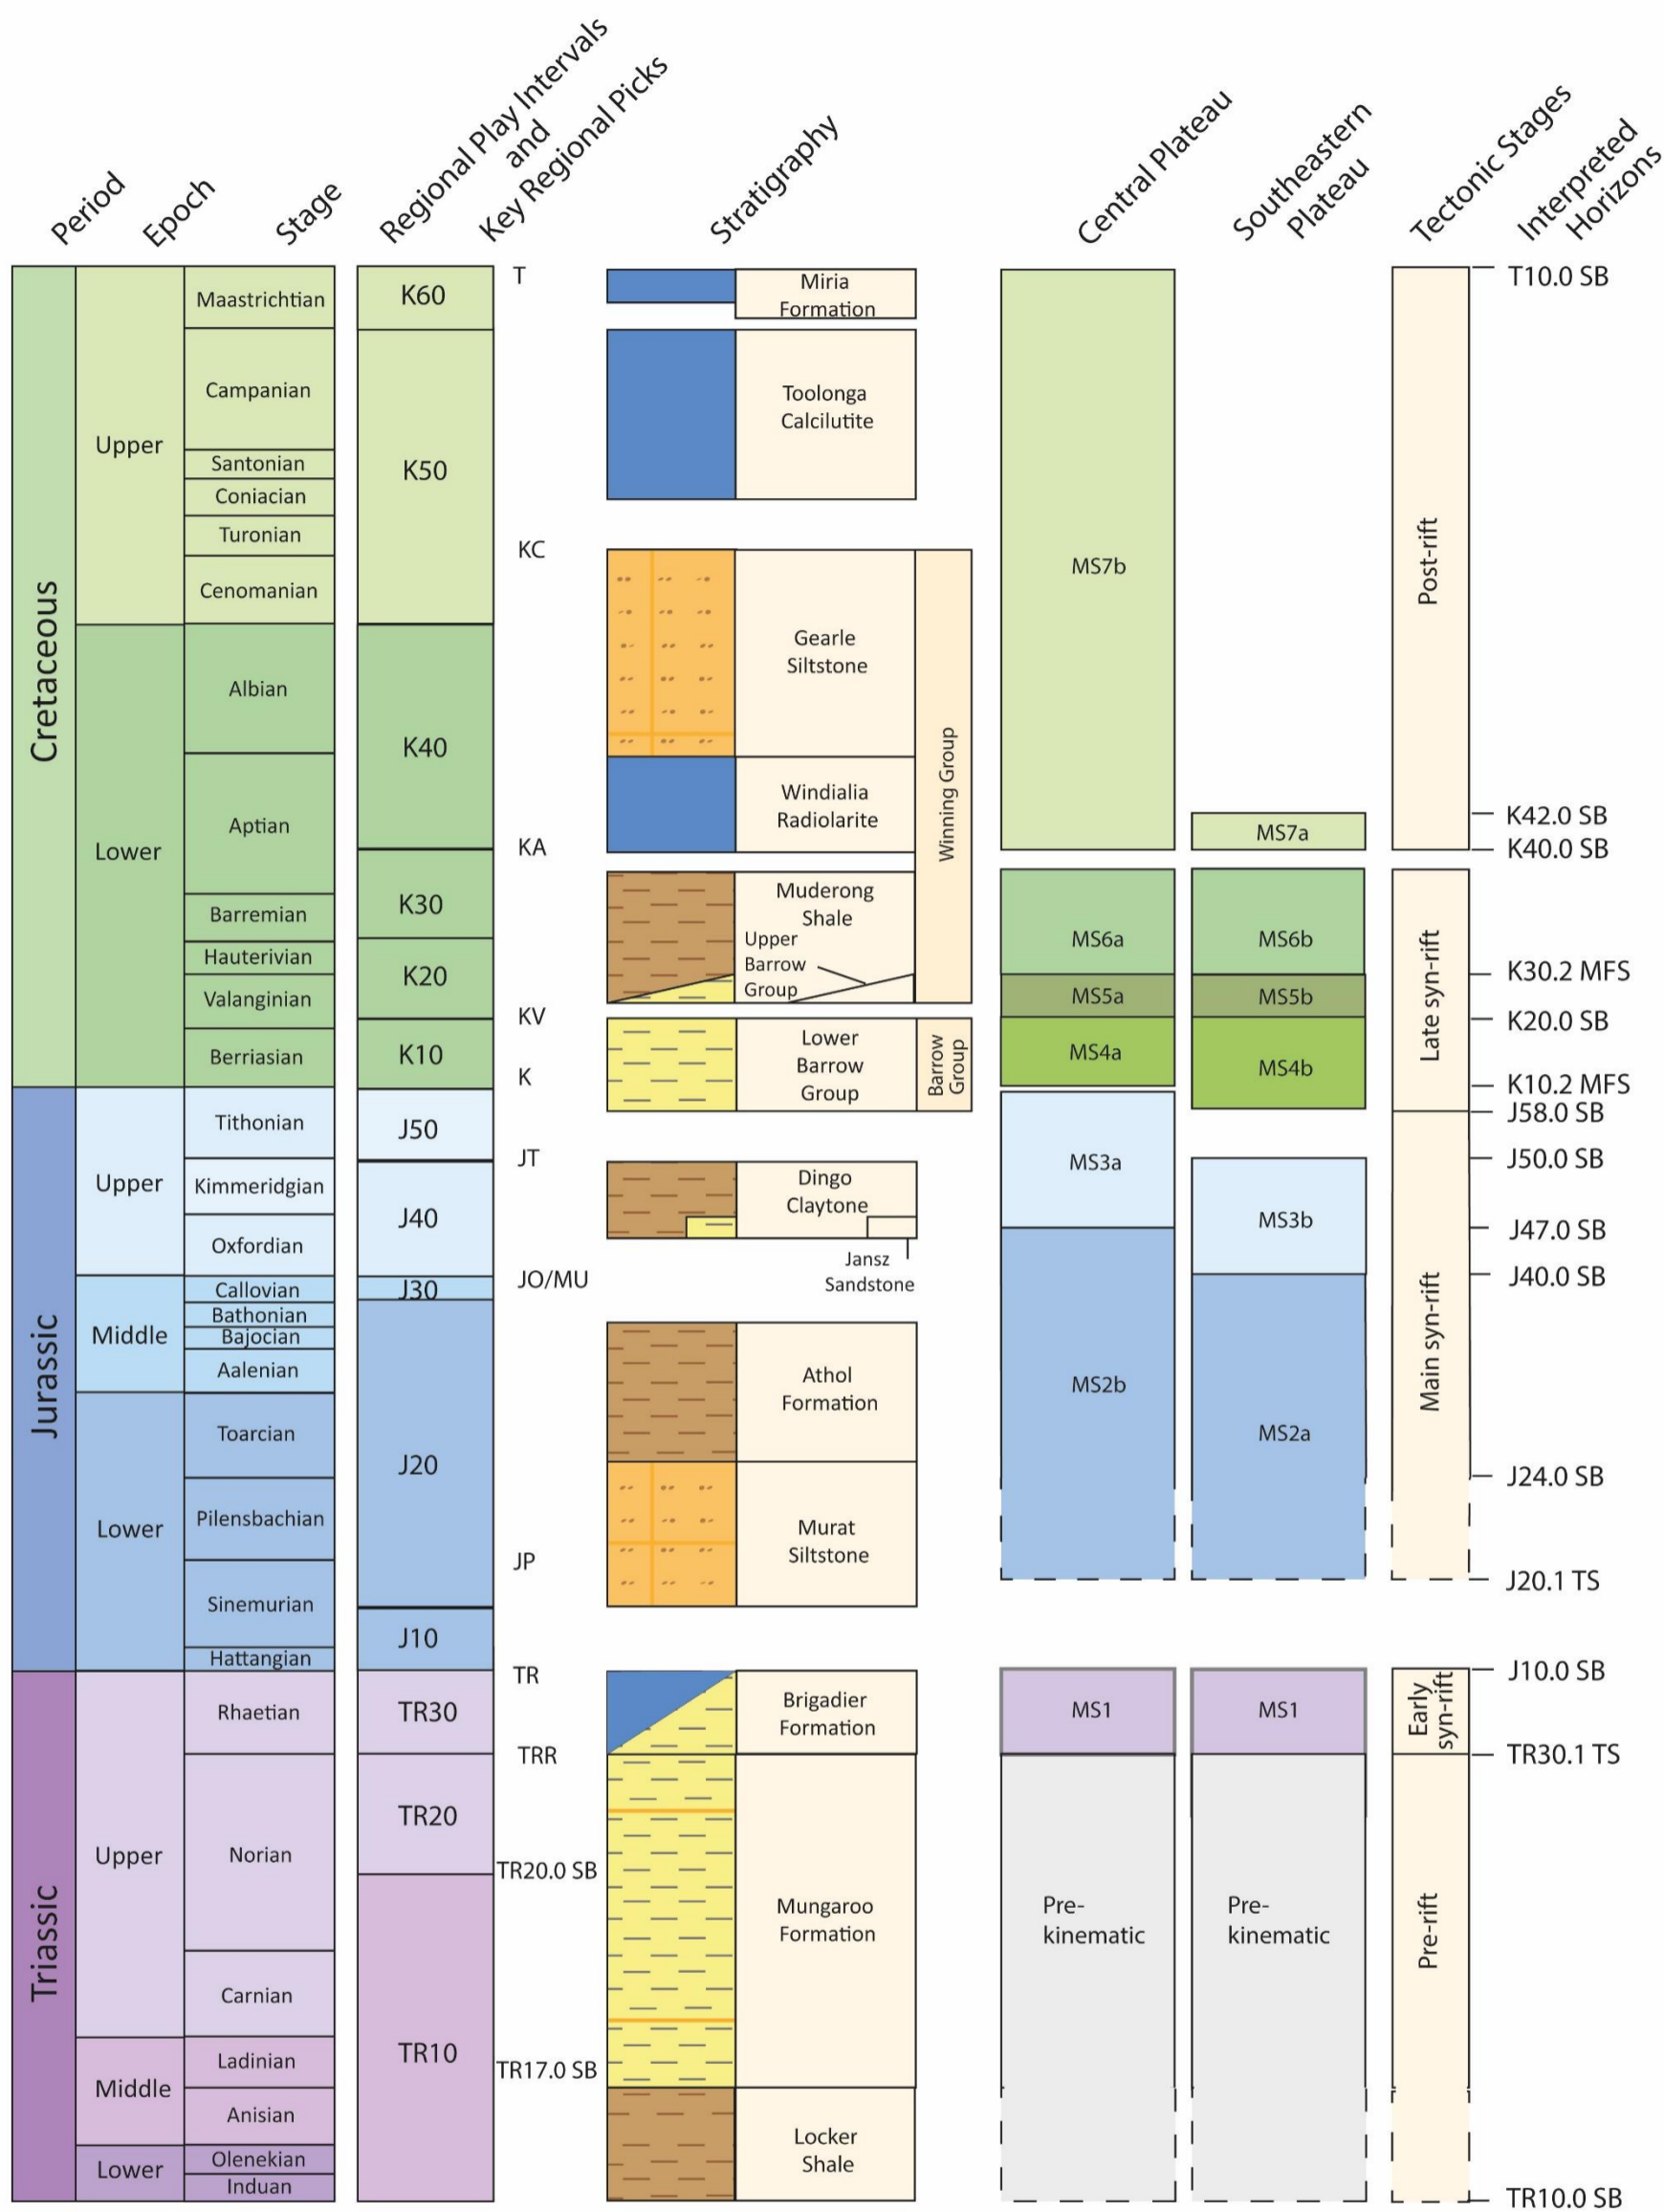 Period
Epoch
Stage
Regional Play Intervals
and
Key Regional Picks
Stratigraphy
Central Plateau
Southeastern
Plateau
Tectonic Stages
Interpreted
Horizons
Cretaceous
Jurassic
Triassic
Upper
Lower
Upper
Middle
Lower
Upper
Middle
Lower
Maastrichtian
Campanian
Santonian
Coniacian
Turonian
Cenomanian
Albian
Aptian
Barremian
Hauterivian
Valanginian
Berriasian
Tithonian
Kimmeridgian
Oxfordian
Callovian
Bathonian
Bajocian
Aalenian
Toarcian
Pilensbachian
Sinemurian
Hattangian
Rhaetian
Norian
Carnian
Ladinian
Anisian
Olenekian
Induan
K60
K50
K40
K30
K20
K10
J50
J40
J30
J20
J10
TR30
TR20
TR10
T
KC
KA
KV
K
JT
JO/MU
JP
TR
TRR
TR20.0 SB
TR17.0 SB
Miria
Formation
Toolonga
Calcilutite
Gearle
Siltstone
Windialia
Radiolarite
Muderong
Shale
Upper
Barrow
Group
Winning Group
Lower
Barrow
Group
Barrow
Group
Dingo
Claytone
Jansz
Sandstone
Athol
Formation
Murat
Siltstone
Brigadier
Formation
Mungaroo
Formation
Locker
Shale
MS7b
MS6a
MS5a
MS4a
MS3a
MS2b
MS1
Pre-
kinematic
MS7a
MS6b
MS5b
MS4b
MS3b
MS2a
MS1
Pre-
kinematic
Post-rift
Late syn-rift
Main syn-rift
Early
syn-rift
Pre-rift
T10.0 SB
K42.0 SB
K40.0 SB
K30.2 MFS
K20.0 SB
K10.2 MFS
J58.0 SB
J50.0 SB
J47.0 SB
J40.0 SB
J24.0 SB
J20.1 TS
J10.0 SB
TR30.1 TS
TR10.0 SB